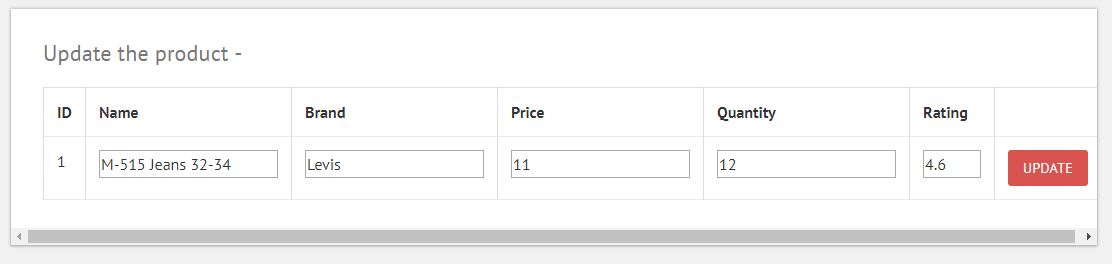 Update the product -
ID Name Brand Price Quantity Rating
1 M-515 Jeans 32-34 Levis 11 12 4.6 UPDATE